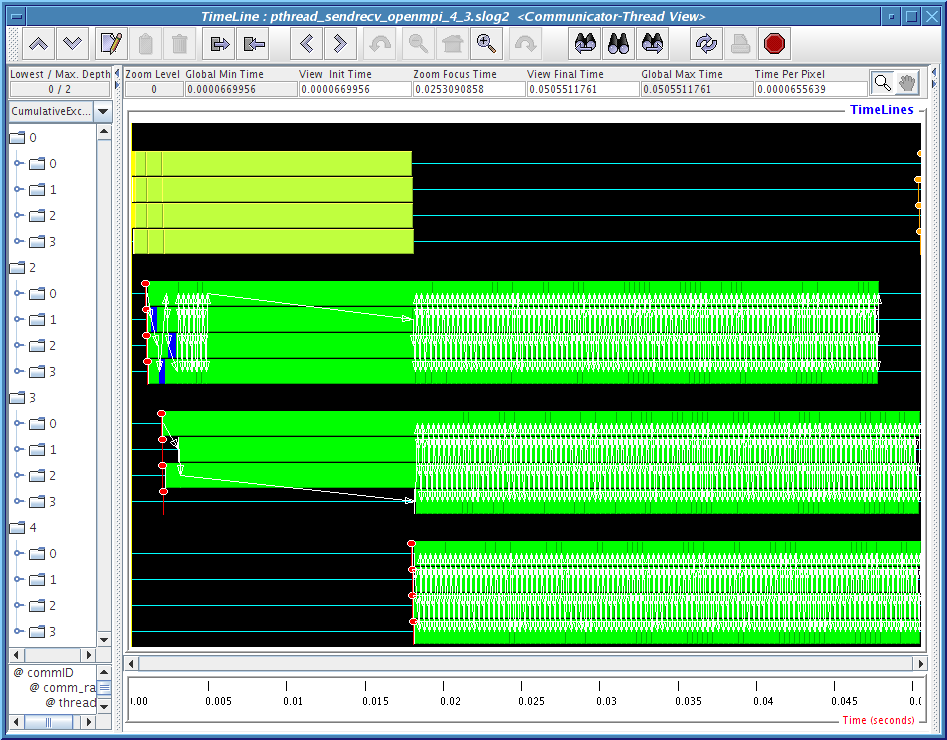 TimeLine : pthread_sendrecv_openmpi_4_3.slog2 <Communicator-Thread View>
Lowest / Max. Depth Zoom Level Global Min Time View Init Time Zoom Focus Time View Final Time Global Max Time Time Per Pixel
0 / 2 0 0.0000669956 0.0000669956 0.0253090858 0.0505511761 0.0505511761 0.0000655639
CumulativeExc...
TimeLines
0
0
1
2
3
2
0
1
2
3
3
0
1
2
3
4
0
1
2
3
@ commID
@ comm_ra
@ thread
0.00 0.005 0.01 0.015 0.02 0.025 0.03 0.035 0.04 0.045 0.0
Time (seconds)